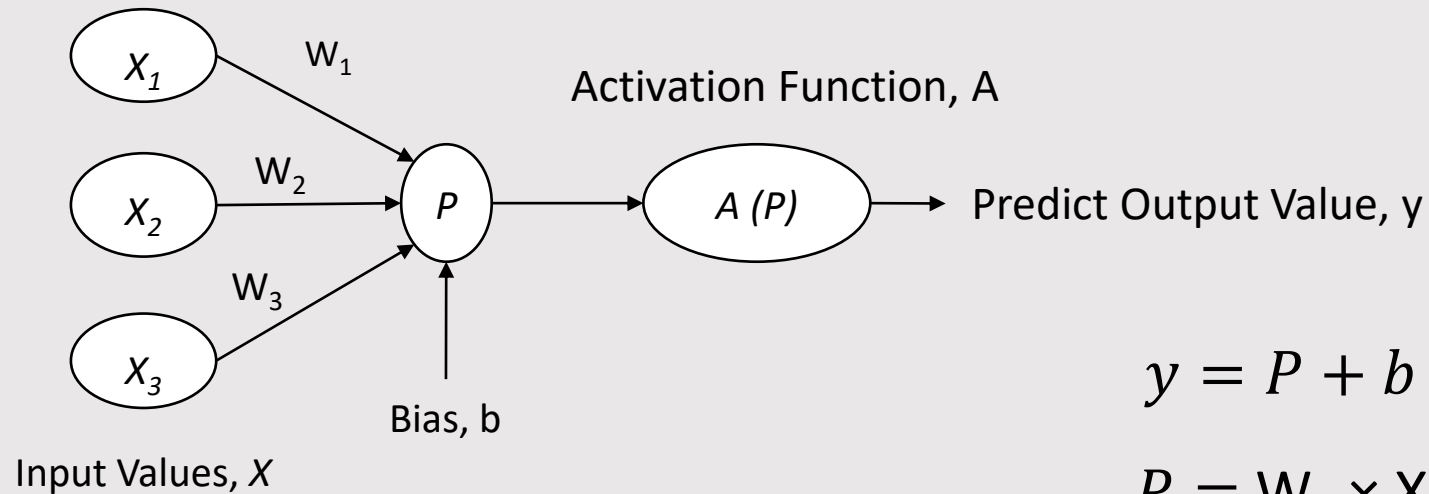 X₁
W₁
Activation Function, A
X₂
W₂
P
A (P)
Predict Output Value, y
W₃
X₃
y = P + b
Bias, b
Input Values, X
P = W × X